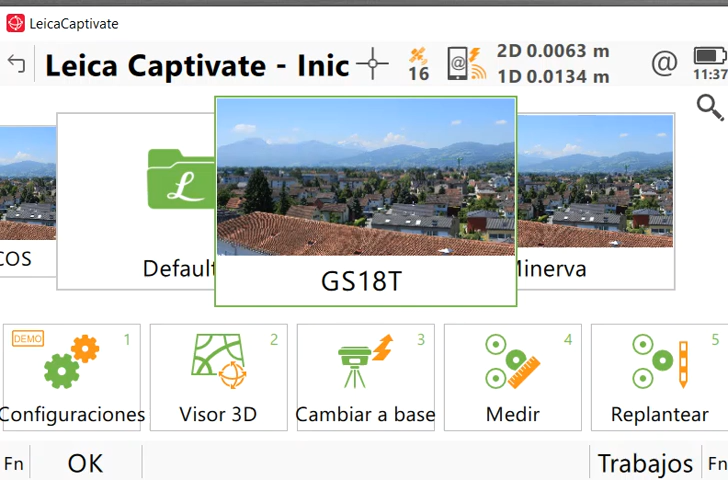 LeicaCaptivate
Leica Captivate - Inic
16
@
2D 0.0063 m
1D 0.0134 m
@
11:37
COS
L
Default
GS18T
Minerva
DEMO
1
2
3
4
5
Configuraciones
Visor 3D
Cambiar a base
Medir
Replantear
Fn
OK
Trabajos
Fn